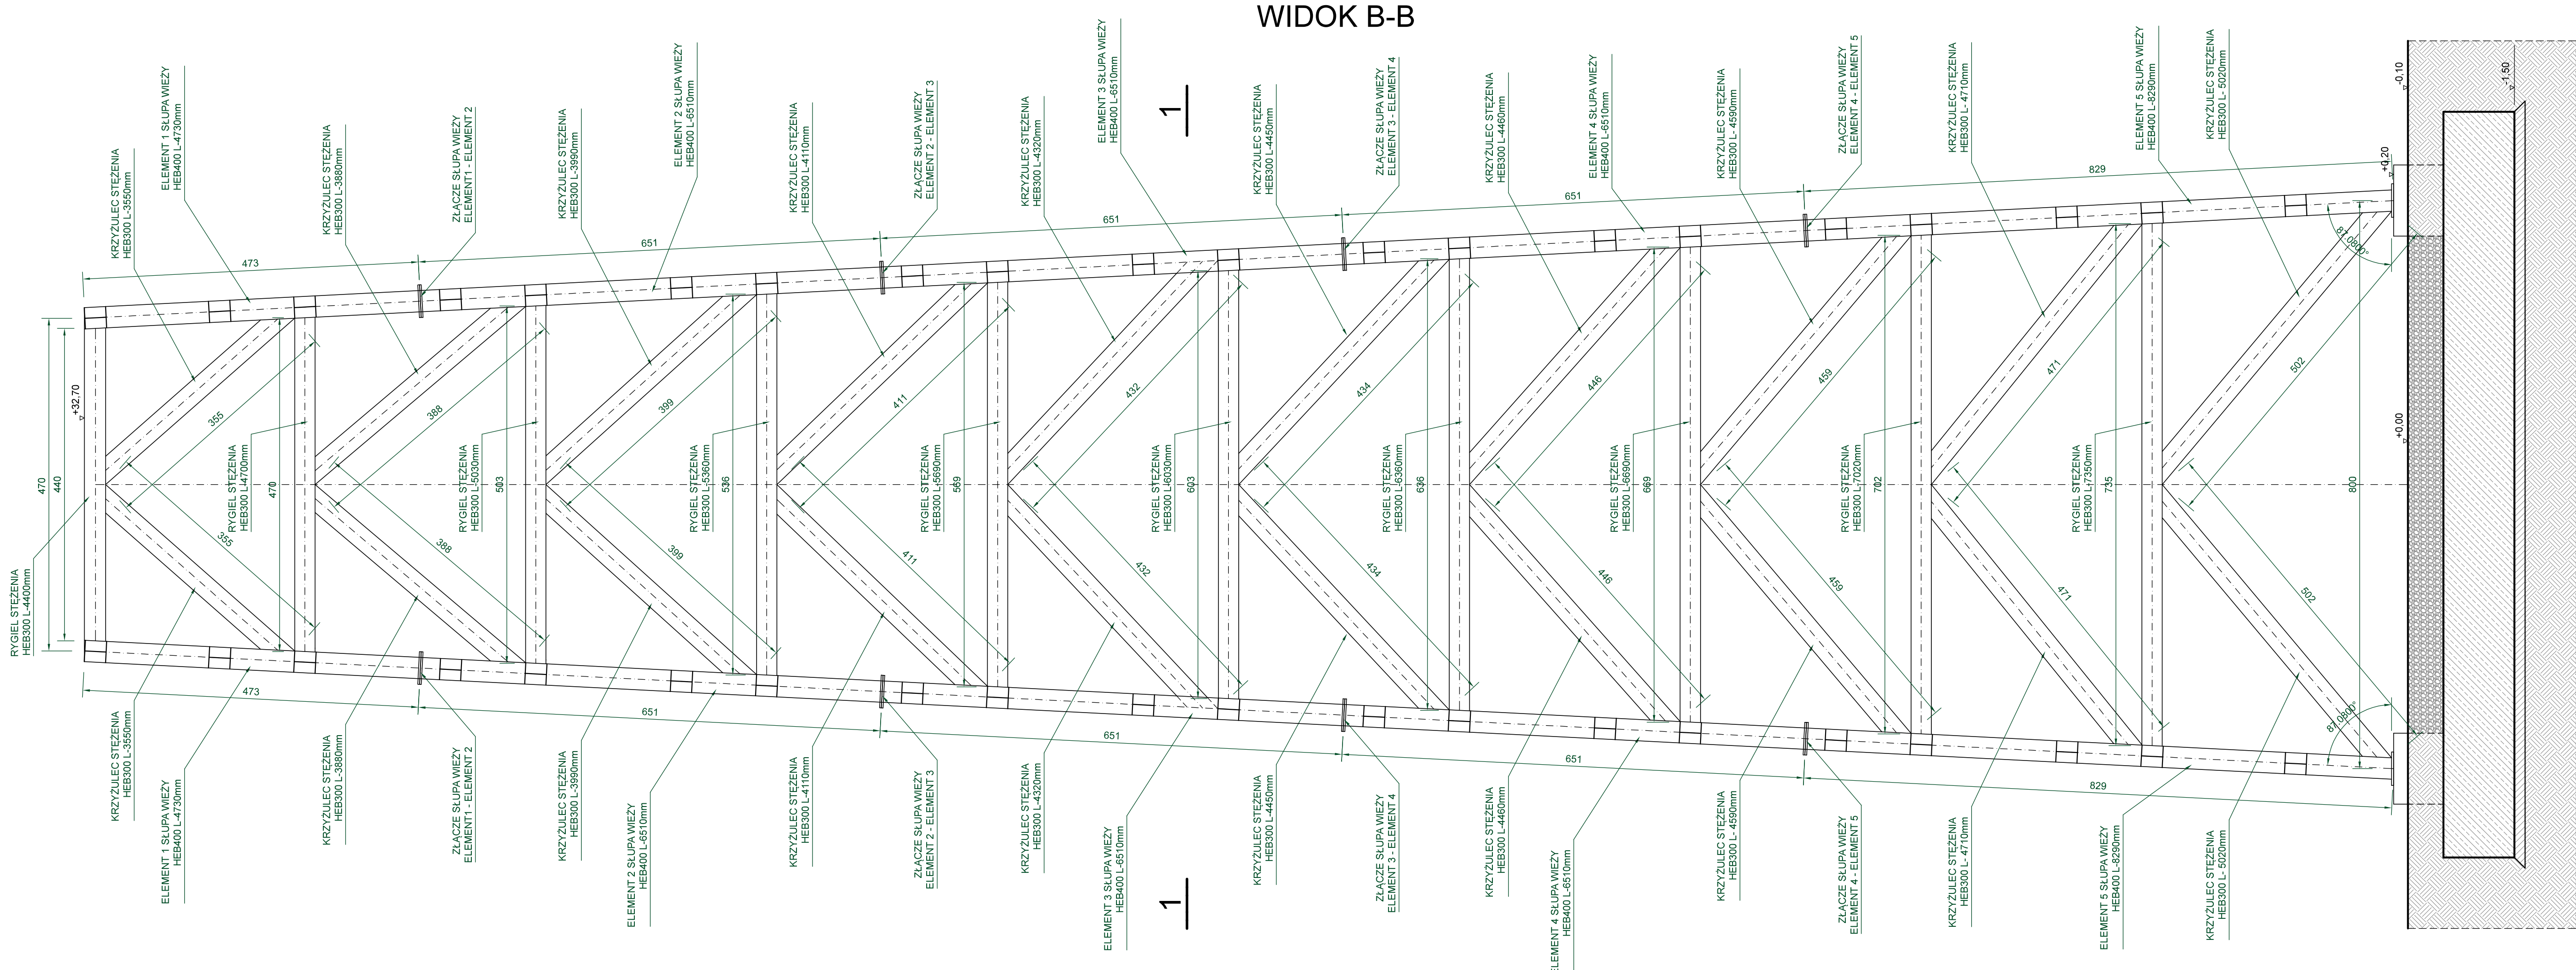 WIDOK B-B
KRZYŻULEC STĘŻENIA
HEB300 L-3550mm
ELEMENT 1 SŁUPA WIEŻY
HEB400 L-4730mm
KRZYŻULEC STĘŻENIA
HEB300 L-3880mm
ZŁĄCZE SŁUPA WIEŻY
ELEMENT1 - ELEMENT 2
KRZYŻULEC STĘŻENIA
HEB300 L-3990mm
ELEMENT 2 SŁUPA WIEŻY
HEB400 L-6510mm
KRZYŻULEC STĘŻENIA
HEB300 L-4110mm
ZŁĄCZE SŁUPA WIEŻY
ELEMENT 2 - ELEMENT 3
KRZYŻULEC STĘŻENIA
HEB300 L-4320mm
ELEMENT 3 SŁUPA WIEŻY
HEB400 L-6510mm
1
KRZYŻULEC STĘŻENIA
HEB300 L-4450mm
ZŁĄCZE SŁUPA WIEŻY
ELEMENT 3 - ELEMENT 4
KRZYŻULEC STĘŻENIA
HEB300 L-4460mm
ELEMENT 4 SŁUPA WIEŻY
HEB400 L-6510mm
KRZYŻULEC STĘŻENIA
HEB300 L- 4590mm
ZŁĄCZE SŁUPA WIEŻY
ELEMENT 4 - ELEMENT 5
KRZYŻULEC STĘŻENIA
HEB300 L- 4710mm
ELEMENT 5 SŁUPA WIEŻY
HEB400 L-8290mm
KRZYŻULEC STĘŻENIA
HEB300 L- 5020mm
-0,10
-1,50
+0,20
473
651
651
651
829
87.0800°
+32,70
470
440
355
388
399
411
432
434
446
459
471
502
RYGIEL STĘŻENIA
HEB300 L-4700mm
470
RYGIEL STĘŻENIA
HEB300 L-5030mm
503
RYGIEL STĘŻENIA
HEB300 L-5360mm
536
RYGIEL STĘŻENIA
HEB300 L-5690mm
569
RYGIEL STĘŻENIA
HEB300 L-6030mm
603
RYGIEL STĘŻENIA
HEB300 L-6360mm
636
RYGIEL STĘŻENIA
HEB300 L-6690mm
669
RYGIEL STĘŻENIA
HEB300 L-7020mm
702
RYGIEL STĘŻENIA
HEB300 L-7350mm
735
800
+0,00
355
388
399
411
432
434
446
459
471
502
RYGIEL STĘŻENIA
HEB300 L-4400mm
87.0800°
473
651
651
651
829
KRZYŻULEC STĘŻENIA
HEB300 L-3550mm
ELEMENT 1 SŁUPA WIEŻY
HEB400 L-4730mm
KRZYŻULEC STĘŻENIA
HEB300 L-3880mm
ZŁĄCZE SŁUPA WIEŻY
ELEMENT1 - ELEMENT 2
KRZYŻULEC STĘŻENIA
HEB300 L-3990mm
ELEMENT 2 SŁUPA WIEŻY
HEB400 L-6510mm
KRZYŻULEC STĘŻENIA
HEB300 L-4110mm
ZŁĄCZE SŁUPA WIEŻY
ELEMENT 2 - ELEMENT 3
KRZYŻULEC STĘŻENIA
HEB300 L-4320mm
ELEMENT 3 SŁUPA WIEŻY
HEB400 L-6510mm
1
KRZYŻULEC STĘŻENIA
HEB300 L-4450mm
ZŁĄCZE SŁUPA WIEŻY
ELEMENT 3 - ELEMENT 4
KRZYŻULEC STĘŻENIA
HEB300 L-4460mm
ELEMENT 4 SŁUPA WIEŻY
HEB400 L-6510mm
KRZYŻULEC STĘŻENIA
HEB300 L- 4590mm
ZŁĄCZE SŁUPA WIEŻY
ELEMENT 4 - ELEMENT 5
KRZYŻULEC STĘŻENIA
HEB300 L- 4710mm
ELEMENT 5 SŁUPA WIEŻY
HEB400 L-8290mm
KRZYŻULEC STĘŻENIA
HEB300 L- 5020mm